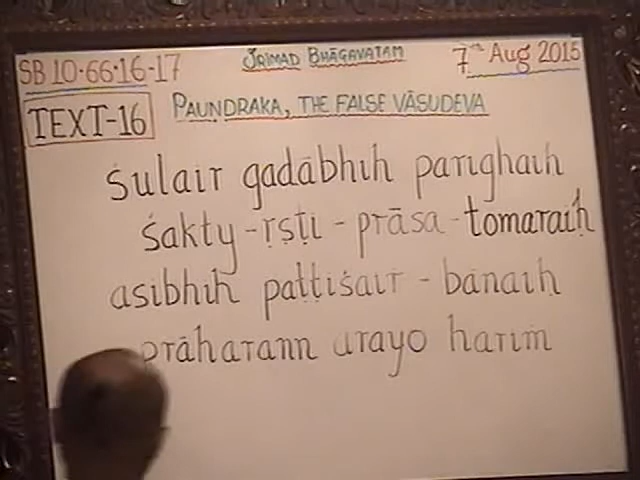 SB 10.66.16-17
ŚRIMAD BHĀGAVATAM
7th Aug 2015
TEXT-16
PAUNDRAKA, THE FALSE VĀSUDEVA
śulair gadābhiḥ parighaiḥ
śakty-ṛṣṭi-prāsa-tomaraiḥ
asibhiḥ paṭṭiśair-bāṇaiḥ
prāharann arayo harim